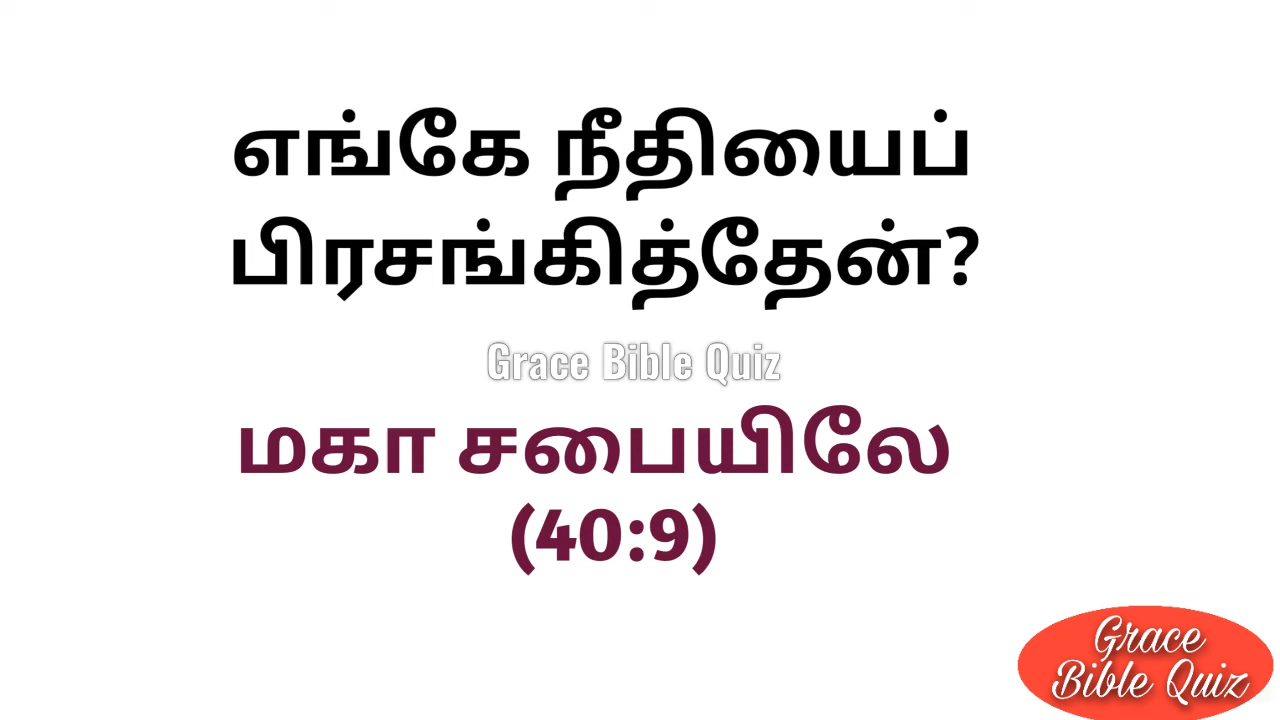 எங்கே நீதியைப்
பிரசங்கித்தேன்?
Grace Bible Quiz
மகா சபையிலே
(40:9)
Grace
Bible Quiz